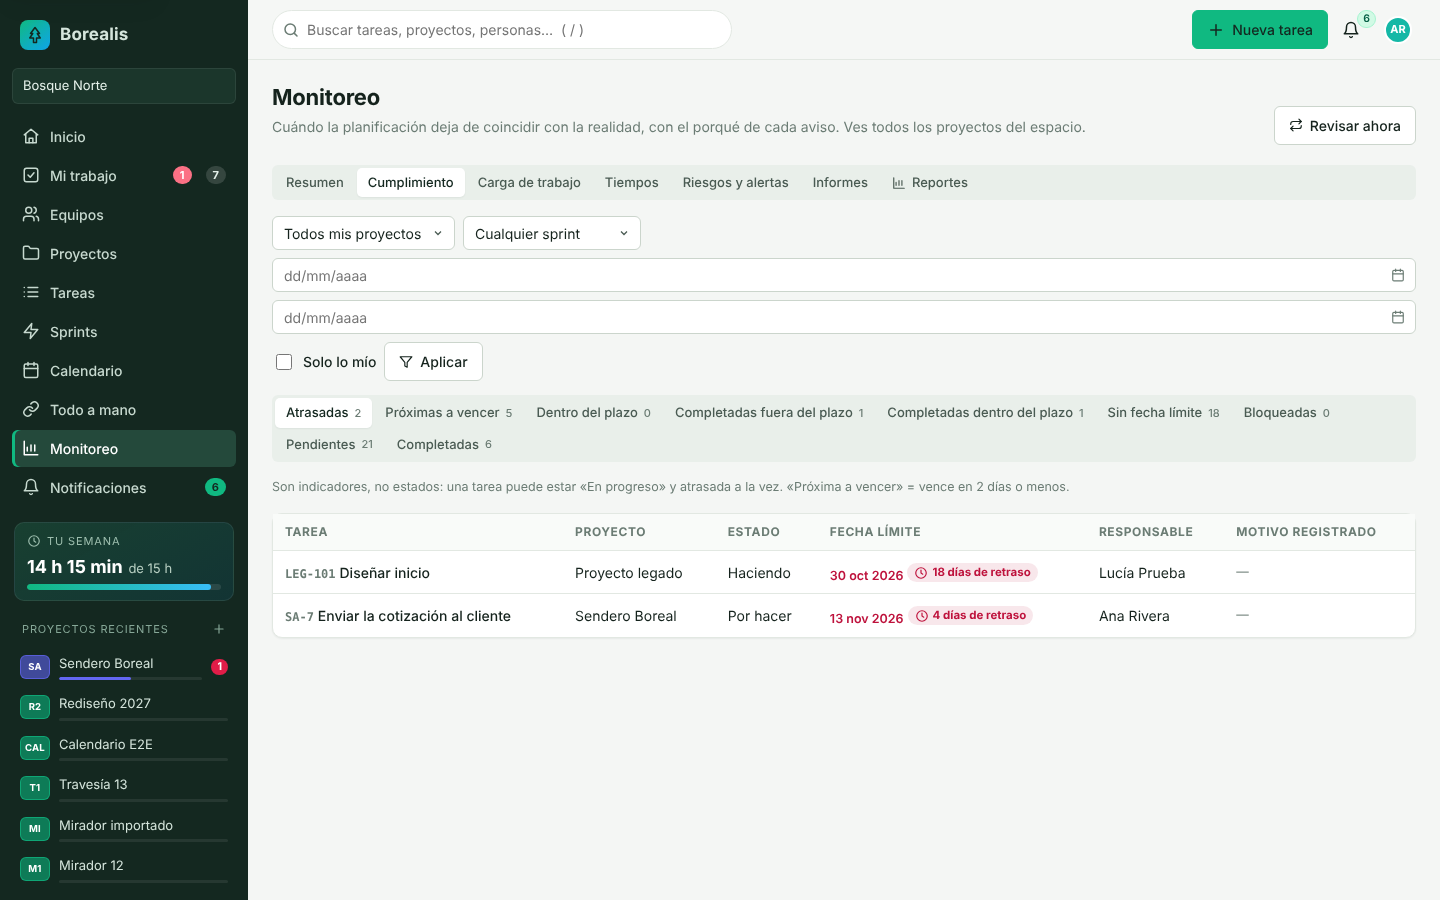 Borealis
Bosque Norte
Inicio
Mi trabajo 1 7
Equipos
Proyectos
Tareas
Sprints
Calendario
Todo a mano
Monitoreo
Notificaciones 6
TU SEMANA
14 h 15 min de 15 h
PROYECTOS RECIENTES
SA Sendero Boreal 1
R2 Rediseño 2027
CAL Calendario E2E
T1 Travesía 13
MI Mirador importado
M1 Mirador 12
Buscar tareas, proyectos, personas... ( / )
Nueva tarea
6
AR
Monitoreo
Cuándo la planificación deja de coincidir con la realidad, con el porqué de cada aviso. Ves todos los proyectos del espacio.
Revisar ahora
Resumen Cumplimiento Carga de trabajo Tiempos Riesgos y alertas Informes Reportes
Todos mis proyectos Cualquier sprint
dd/mm/aaaa
dd/mm/aaaa
Solo lo mío Aplicar
Atrasadas 2 Próximas a vencer 5 Dentro del plazo 0 Completadas fuera del plazo 1 Completadas dentro del plazo 1 Sin fecha límite 18 Bloqueadas 0
Pendientes 21 Completadas 6
Son indicadores, no estados: una tarea puede estar «En progreso» y atrasada a la vez. «Próxima a vencer» = vence en 2 días o menos.
TAREA PROYECTO ESTADO FECHA LÍMITE RESPONSABLE MOTIVO REGISTRADO
LEG-101 Diseñar inicio Proyecto legado Haciendo 30 oct 2026 18 días de retraso Lucía Prueba —
SA-7 Enviar la cotización al cliente Sendero Boreal Por hacer 13 nov 2026 4 días de retraso Ana Rivera —